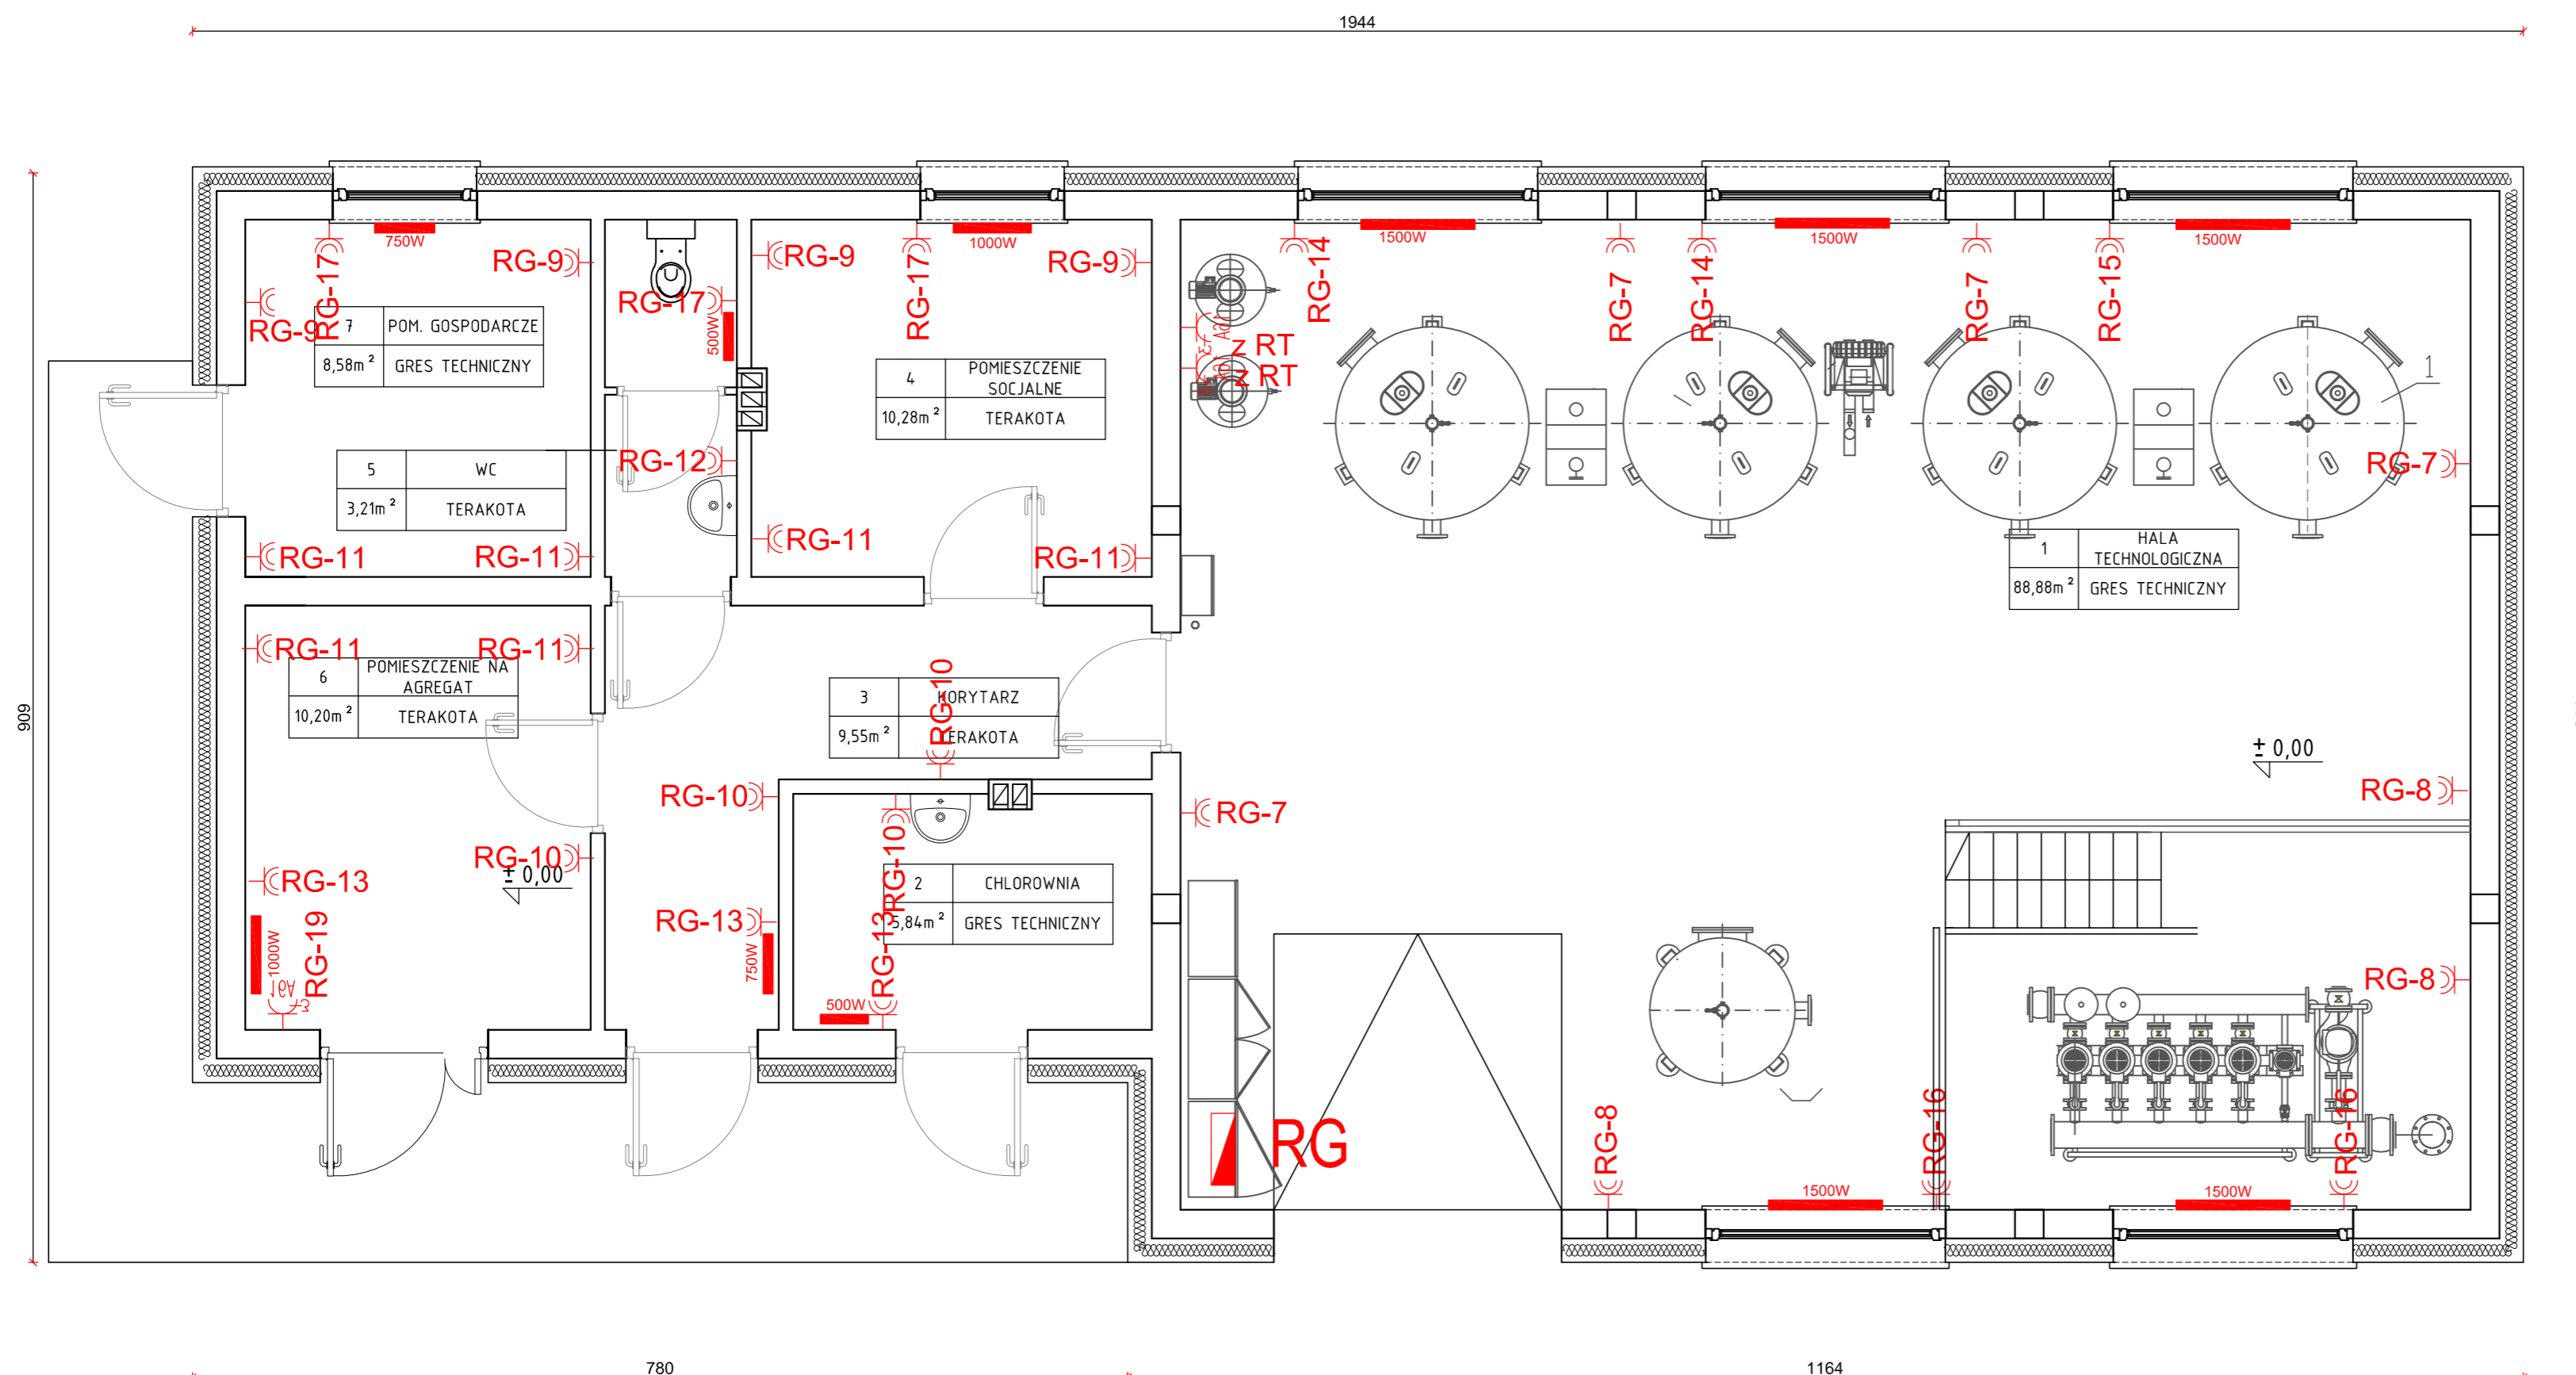 1944
750W
1000W
1500W
1500W
1500W
RG-17
RG-9
RG-9
RG-17
RG-9
RG-14
RG-7
RG-14
RG-7
RG-15
RG-9
RG-17
500W
z RT
z RT
7 POM. GOSPODARCZE
8,58m² GRES TECHNICZNY
4 POMIESZCZENIE SOCJALNE
10,28m² TERAKOTA
1
5 WC
3,21m² TERAKOTA
RG-12
RG-7
RG-11
RG-11
RG-11
RG-11
1 HALA TECHNOLOGICZNA
88,88m² GRES TECHNICZNY
RG-11
RG-11
6 POMIESZCZENIE NA AGREGAT
10,20m² TERAKOTA
3 KORYTARZ
9,55m² TERAKOTA
RG-10
909
± 0,00
RG-10
RG-7
RG-8
RG-10
± 0,00
RG-13
RG-10
2 CHLOROWNIA
5,84m² GRES TECHNICZNY
RG-13
RG-13
RG-19
1000W
750W
500W
RG-8
RG
RG-8
RG-16
RG-16
1500W
1500W
780
1164